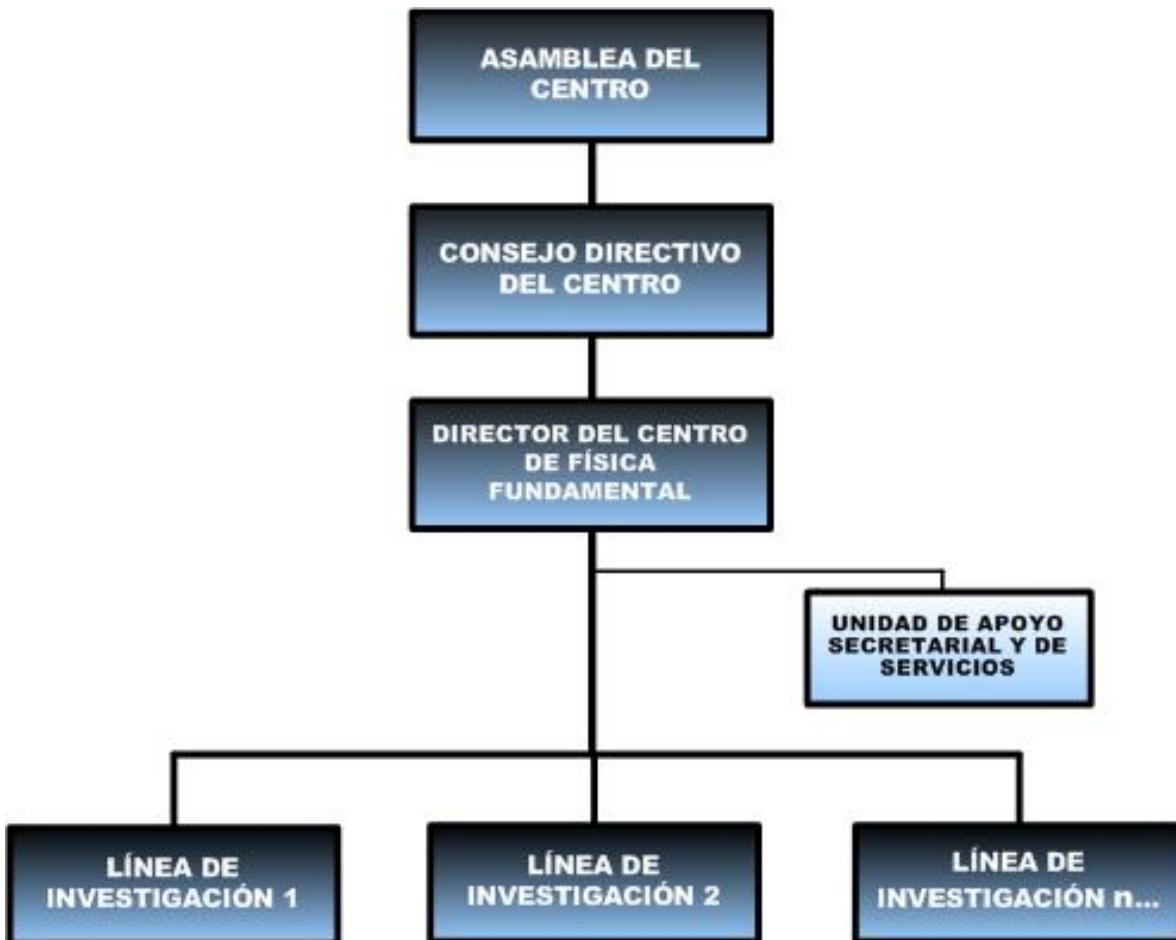 ASAMBLEA DEL
CENTRO
CONSEJO DIRECTIVO
DEL CENTRO
DIRECTOR DEL CENTRO
DE FÍSICA
FUNDAMENTAL
UNIDAD DE APOYO
SECRETARIAL Y DE
SERVICIOS
LÍNEA DE
INVESTIGACIÓN 1
LÍNEA DE
INVESTIGACIÓN 2
LÍNEA DE
INVESTIGACIÓN n...